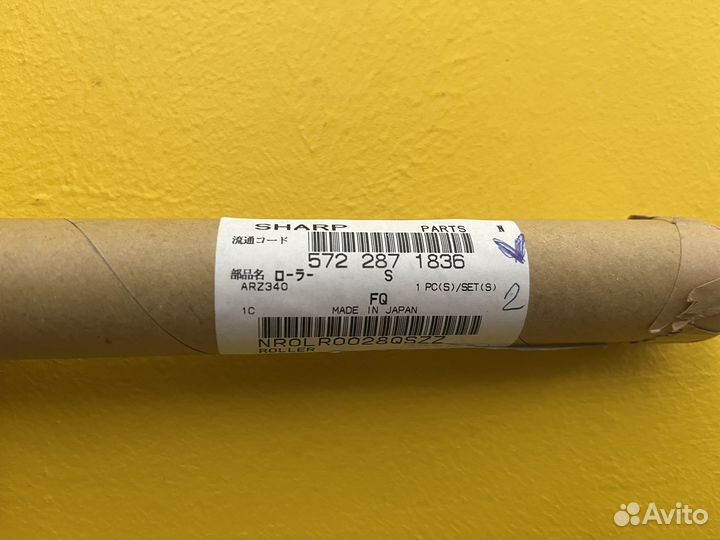 SHARP PARTS N
流通コード
572 287 1836
部品名 ローラー S
ARZ340 1 PC(S)/SET(S)
2
FQ
1C MADE IN JAPAN
NROLR0028QSZZ
ROLLER
Avito